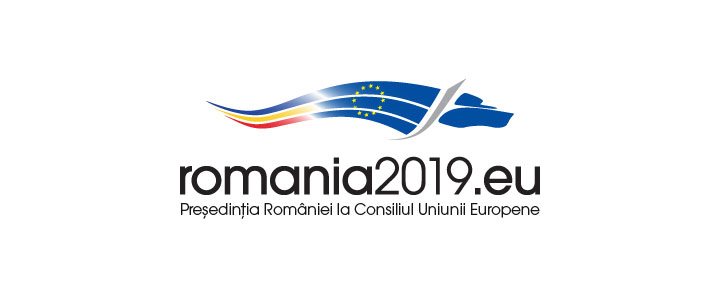 romania2019.eu
Președinția României la Consiliul Uniunii Europene